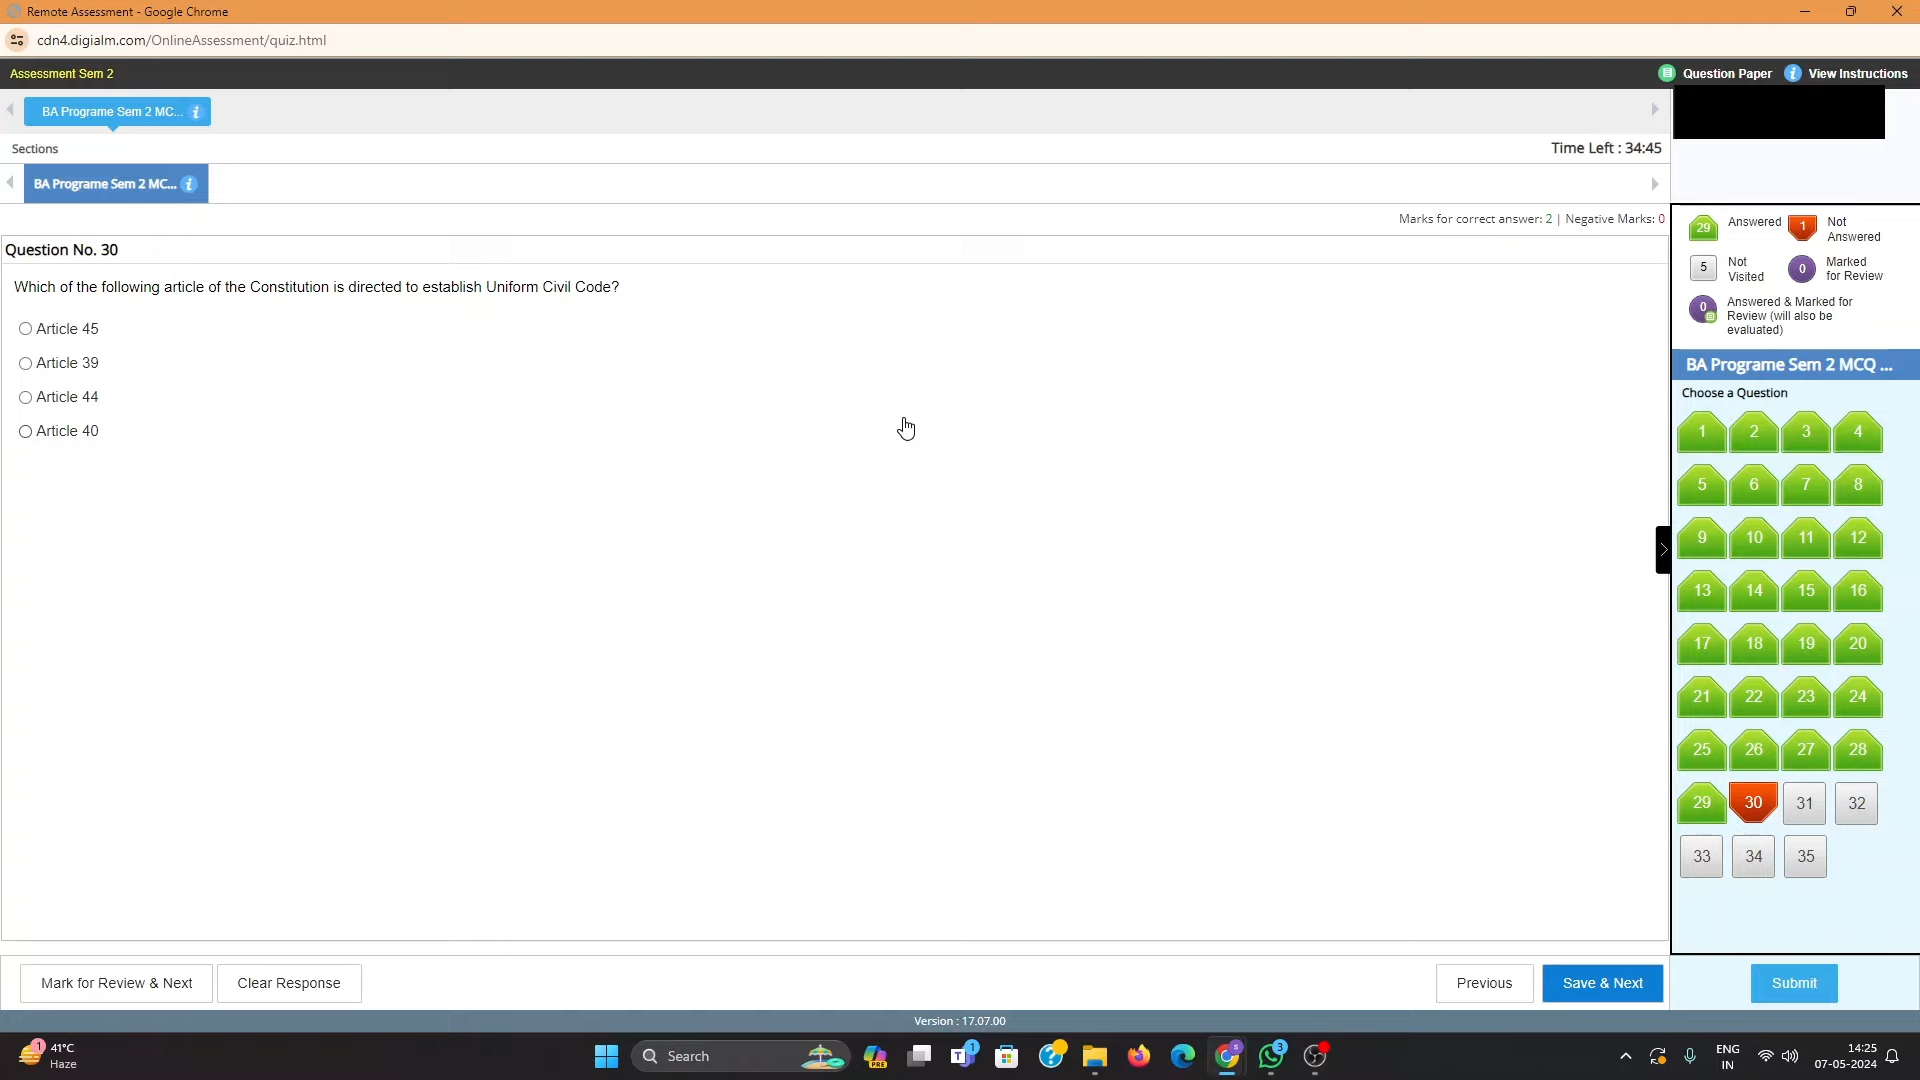 Remote Assessment - Google Chrome
cdn4.digialm.com/OnlineAssessment/quiz.html
Assessment Sem 2
Question Paper
View Instructions
BA Programe Sem 2 MC...
Sections
Time Left : 34:45
BA Programe Sem 2 MC...
Marks for correct answer: 2 | Negative Marks: 0
Question No. 30
Which of the following article of the Constitution is directed to establish Uniform Civil Code?
Article 45
Article 39
Article 44
Article 40
29 Answered
1 Not Answered
5 Not Visited
0 Marked for Review
0 Answered & Marked for
Review (will also be
evaluated)
BA Programe Sem 2 MCQ ...
Choose a Question
1 2 3 4
5 6 7 8
9 10 11 12
13 14 15 16
17 18 19 20
21 22 23 24
25 26 27 28
29 30 31 32
33 34 35
Mark for Review & Next
Clear Response
Previous
Save & Next
Submit
Version : 17.07.00
1
41°C
Haze
Search
PRE
1
S
3
ENG
IN
14:25
07-05-2024